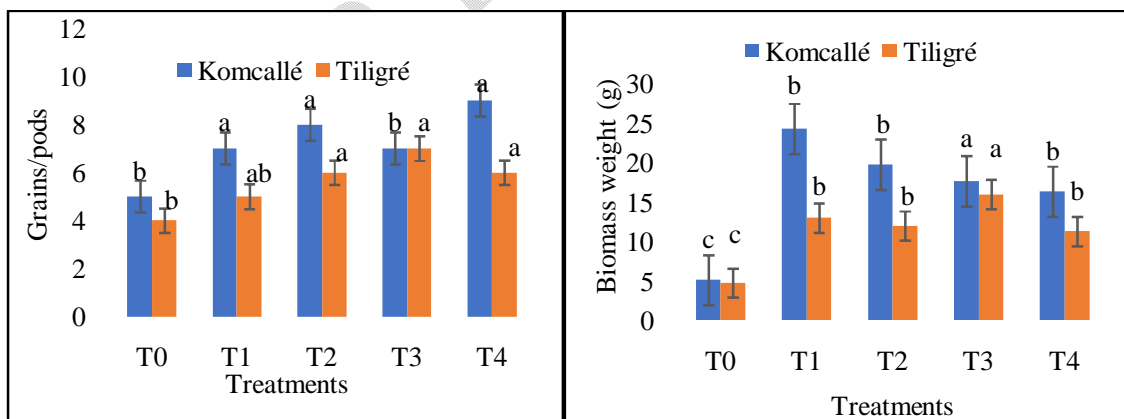 12
10
8
6
4
2
0
Grains/pods
Komcallé Tiligré
b b a ab a a b a a a
T0 T1 T2 T3 T4
Treatments
30
25
20
15
10
5
0
Biomass weight (g)
Komcallé Tiligré
c c b b b b a a b b
T0 T1 T2 T3 T4
Treatments